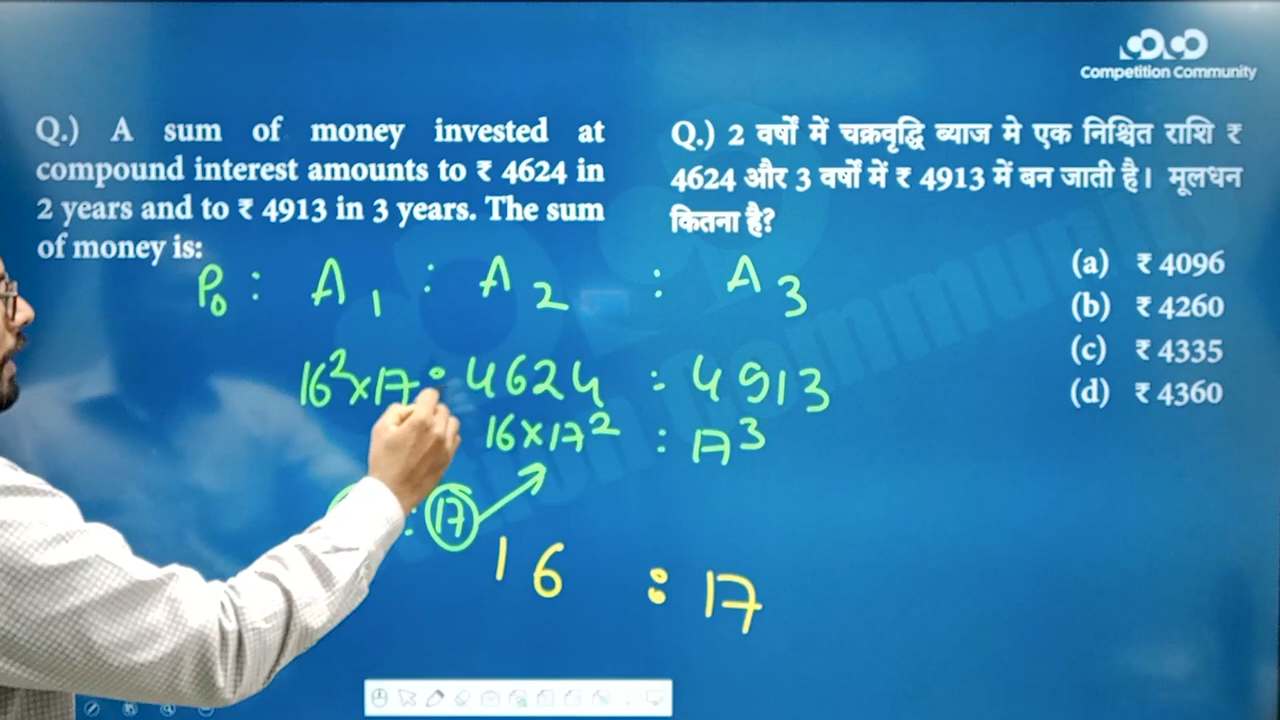 Competition Community
Q.) A sum of money invested at
compound interest amounts to ₹ 4624 in
2 years and to ₹ 4913 in 3 years. The sum
of money is:
Q.) 2 वर्षों में चक्रवृद्धि ब्याज मे एक निश्चित राशि ₹
4624 और 3 वर्षों में ₹ 4913 में बन जाती है। मूलधन
कितना है?
(a) ₹ 4096
(b) ₹ 4260
(c) ₹ 4335
(d) ₹ 4360
P₀ : A₁ : A₂ : A₃
16²×17 : 4624 : 4913
16×17² : 17³
: 17
16 : 17